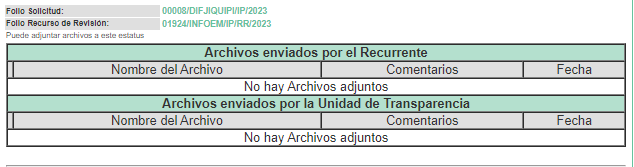 Folio Solicitud: 00008/DIFJIQUIPI/IP/2023
Folio Recurso de Revisión: 01924/INFOEM/IP/RR/2023
Puede adjuntar archivos a este estatus
Archivos enviados por el Recurrente
Nombre del Archivo Comentarios Fecha
No hay Archivos adjuntos
Archivos enviados por la Unidad de Transparencia
Nombre del Archivo Comentarios Fecha
No hay Archivos adjuntos